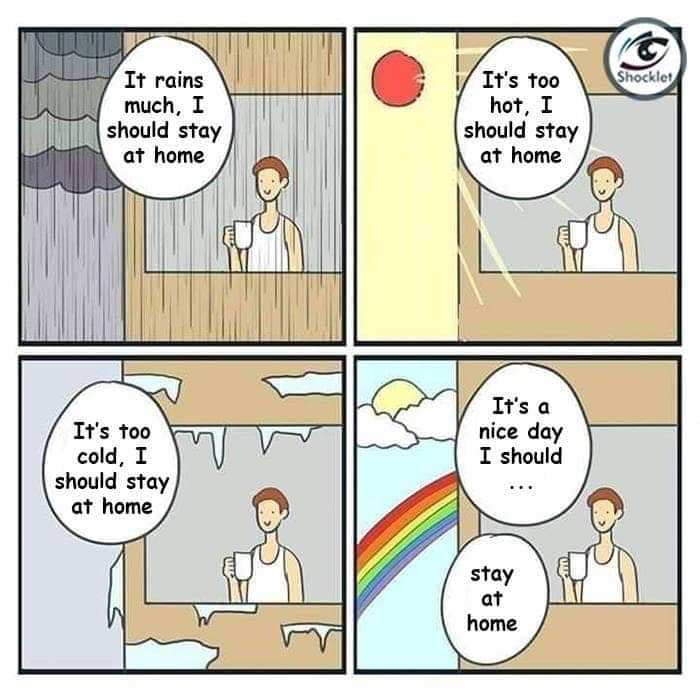 It rains
much, I
should stay
at home
It's too
hot, I
should stay
at home
Shocklet
It's too
cold, I
should stay
at home
It's a
nice day
I should
...
stay
at
home